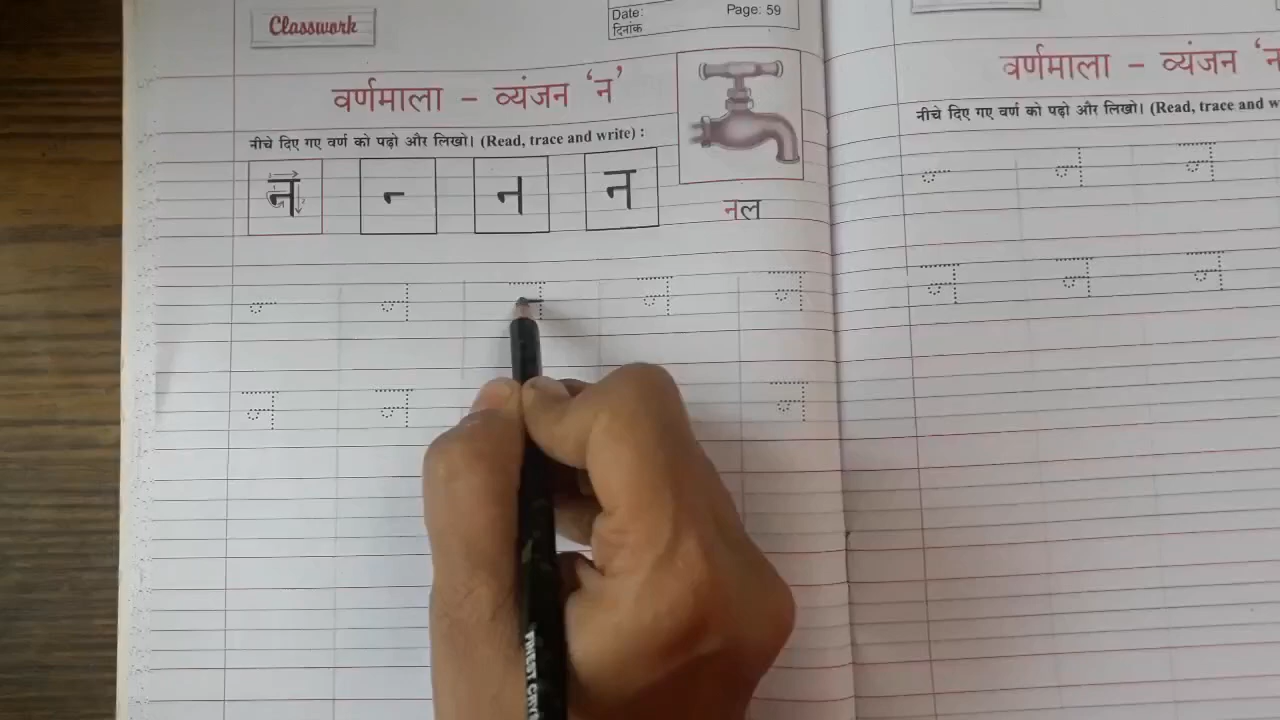 Classwork
Date:
Page: 59
दिनांक
वर्णमाला – व्यंजन ‘न’
नीचे दिए गए वर्ण को पढ़ो और लिखो। (Read, trace and write) :
न न न
नल
न न न न
न न न
वर्णमाला – व्यंजन ‘न
नीचे दिए गए वर्ण को पढ़ो और लिखो। (Read, trace and w
न न
न न न